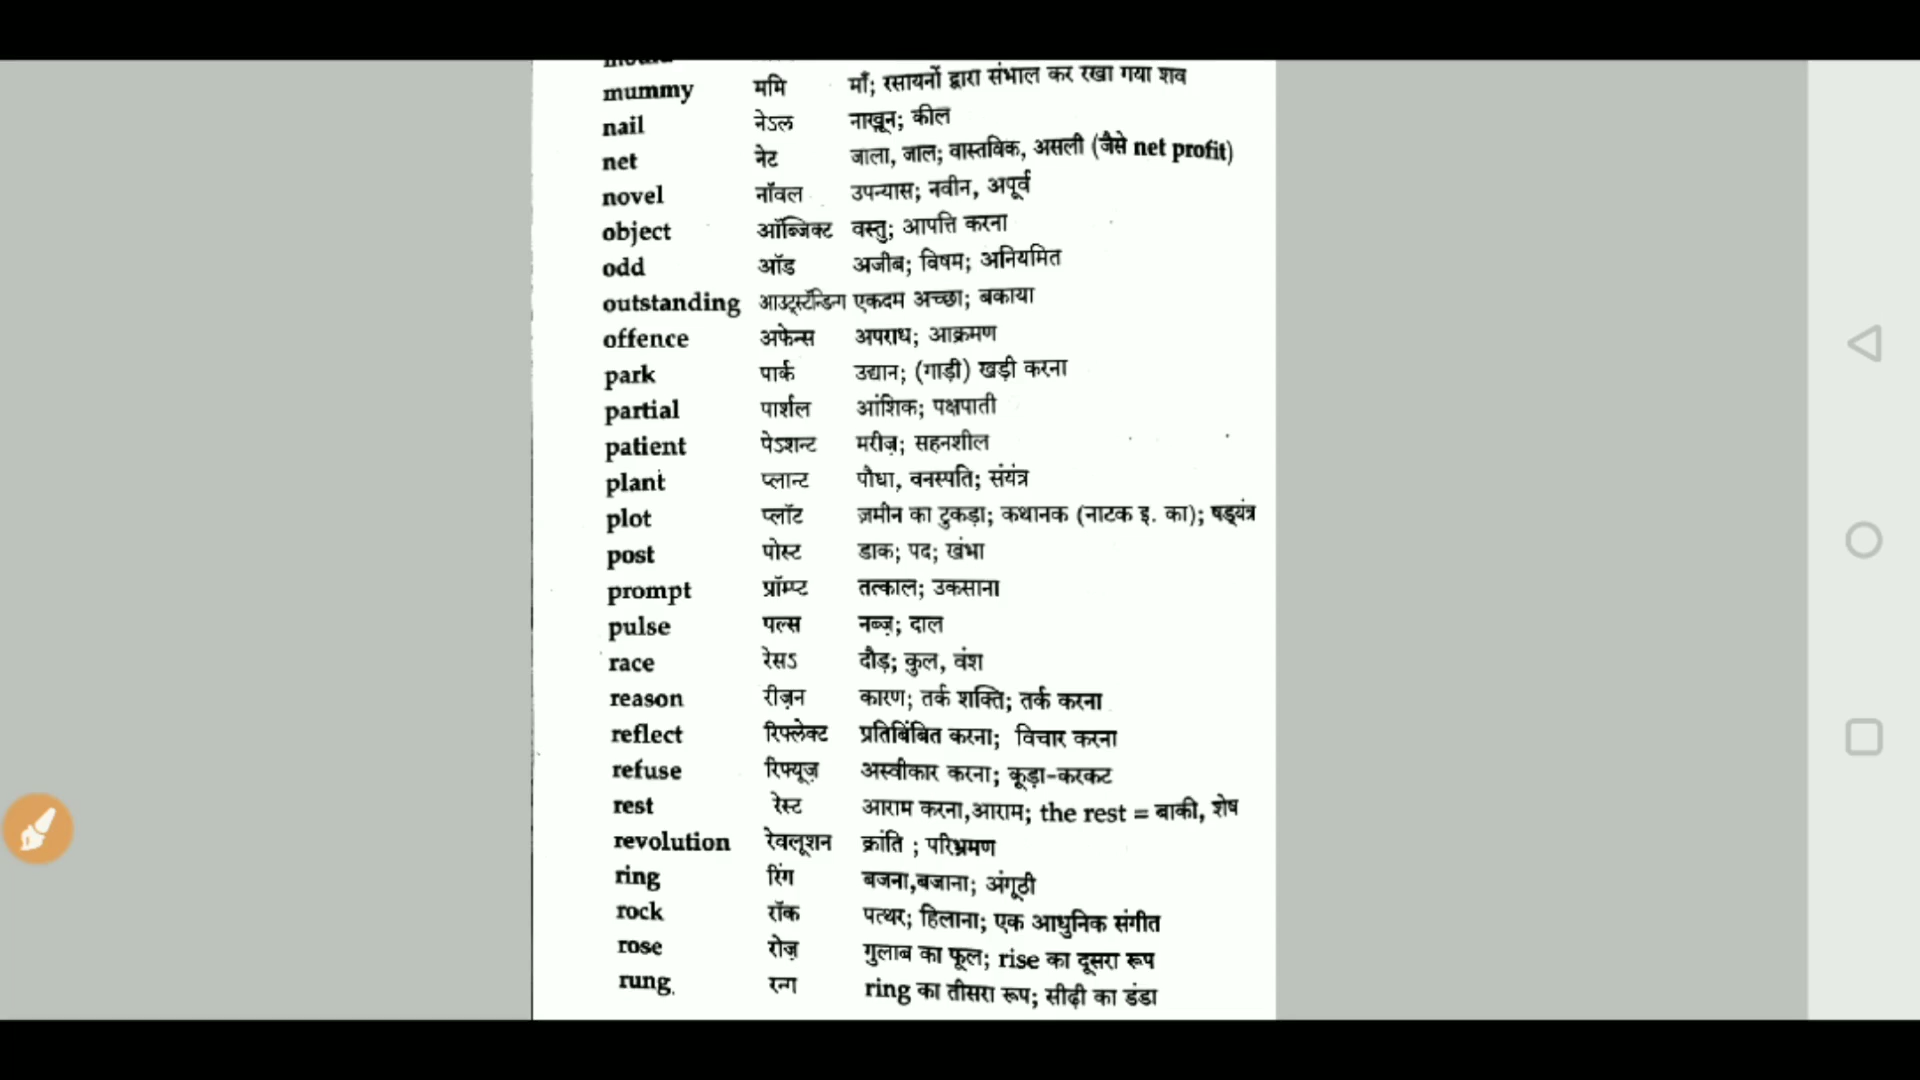 mummy ममि माँ; रसायनों द्वारा संभाल कर रखा गया शव
nail नेऽल नाखून; कील
net नेट जाला, जाल; वास्तविक, असली (जैसे net profit)
novel नॉवल उपन्यास; नवीन, अपूर्व
object ऑब्जिक्ट वस्तु; आपत्ति करना
odd ऑड अजीब; विषम; अनियमित
outstanding आउट्स्टॅन्डिन्ग एकदम अच्छा; बकाया
offence अफेन्स अपराध; आक्रमण
park पार्क उद्यान; (गाड़ी) खड़ी करना
partial पार्शल आंशिक; पक्षपाती
patient पेऽशन्ट मरीज़; सहनशील
plant प्लान्ट पौधा, वनस्पति; संयंत्र
plot प्लॉट ज़मीन का टुकड़ा; कथानक (नाटक इ. का); षड्यंत्र
post पोस्ट डाक; पद; खंभा
prompt प्रॉम्प्ट तत्काल; उकसाना
pulse पल्स नब्ज़; दाल
race रेसऽ दौड़; कुल, वंश
reason रीज़न कारण; तर्क शक्ति; तर्क करना
reflect रिफ्लेक्ट प्रतिबिंबित करना; विचार करना
refuse रिफ्यूज़ अस्वीकार करना; कूड़ा-करकट
rest रेस्ट आराम करना,आराम; the rest = बाकी, शेष
revolution रेवलूशन क्रांति ; परिभ्रमण
ring रिंग बजना,बजाना; अंगूठी
rock रॉक पत्थर; हिलाना; एक आधुनिक संगीत
rose रोज़ गुलाब का फूल; rise का दूसरा रूप
rung. रन्ग ring का तीसरा रूप; सीढ़ी का डंडा